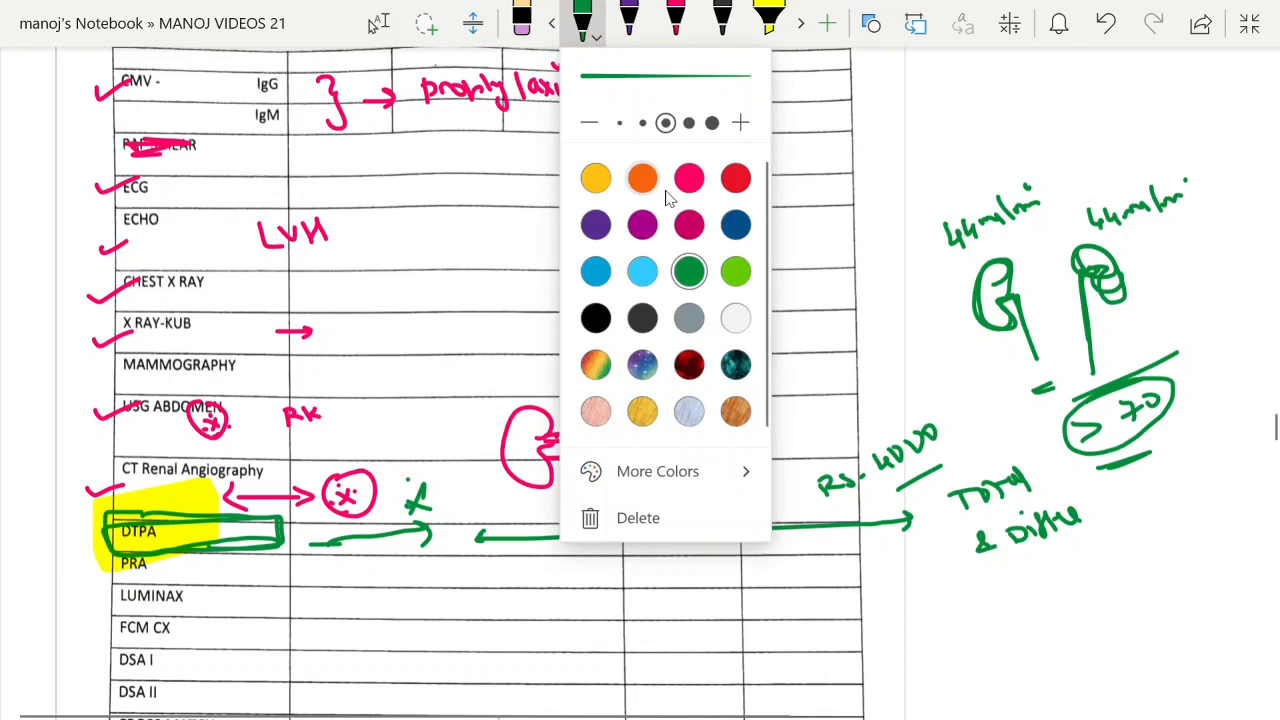 manoj's Notebook » MANOJ VIDEOS 21
CMV - IgG
IgM
prophylaxi
ECG
ECHO
LVH
CHEST X RAY
X RAY-KUB
MAMMOGRAPHY
USG ABDOMEN
RK
CT Renal Angiography
DTPA
PRA
LUMINAX
FCM CX
DSA I
DSA II
More Colors
Delete
44ml/mi
44ml/mi
= > 70
RS. 4000
TOTAL
& Diffe